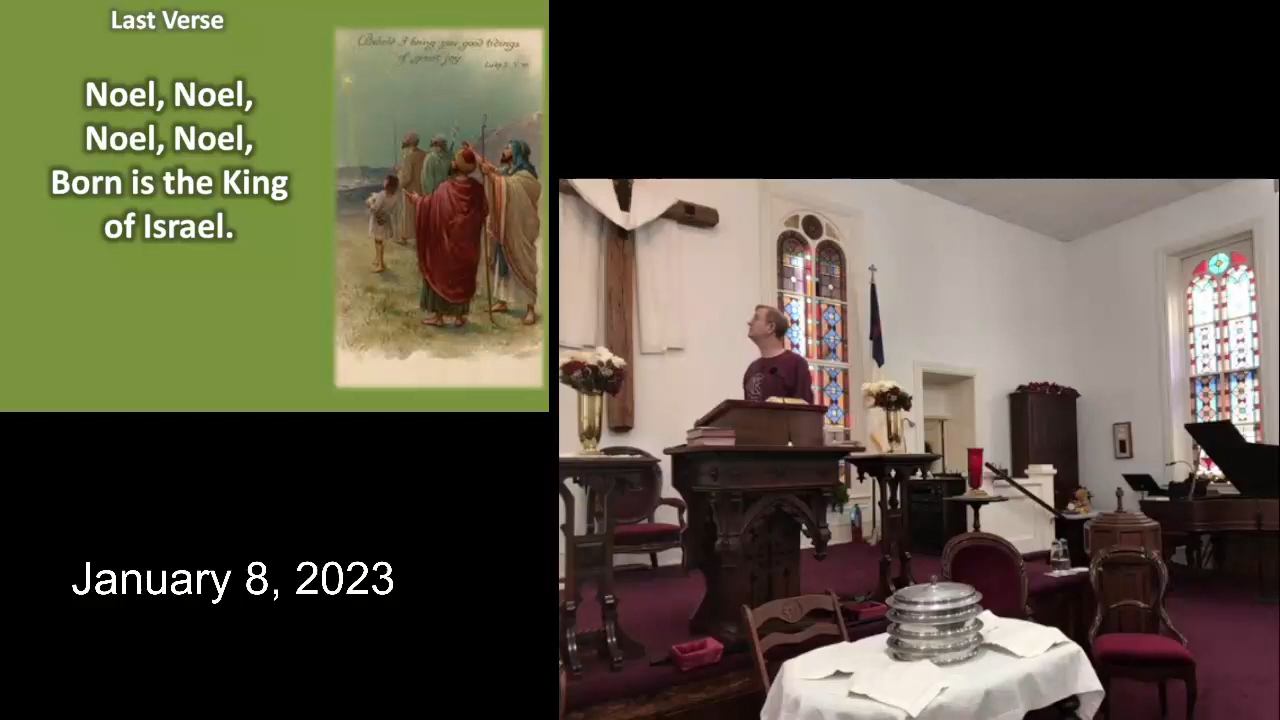 Last Verse
Noel, Noel,
Noel, Noel,
Born is the King
of Israel.
Behold I bring you good tidings
of great joy
January 8, 2023